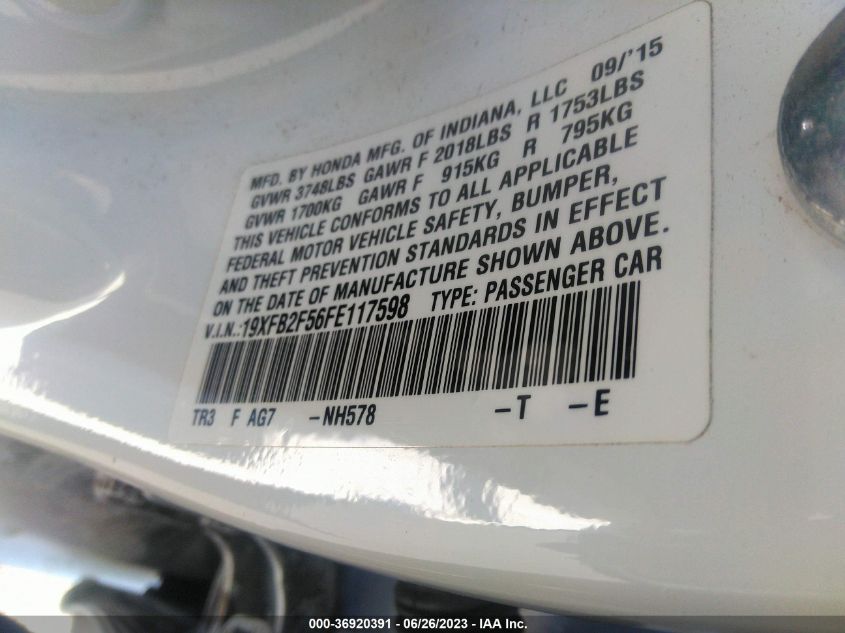 MFD. BY HONDA MFG. OF INDIANA, LLC 09/'15
GVWR 3748LBS GAWR F 2018LBS R 1753LBS
GVWR 1700KG GAWR F 915KG R 795KG
THIS VEHICLE CONFORMS TO ALL APPLICABLE
FEDERAL MOTOR VEHICLE SAFETY, BUMPER,
AND THEFT PREVENTION STANDARDS IN EFFECT
ON THE DATE OF MANUFACTURE SHOWN ABOVE.
V.I.N.:19XFB2F56FE117598 TYPE: PASSENGER CAR
TR3 F AG7 -NH578 -T -E
000-36920391 - 06/26/2023 - IAA Inc.